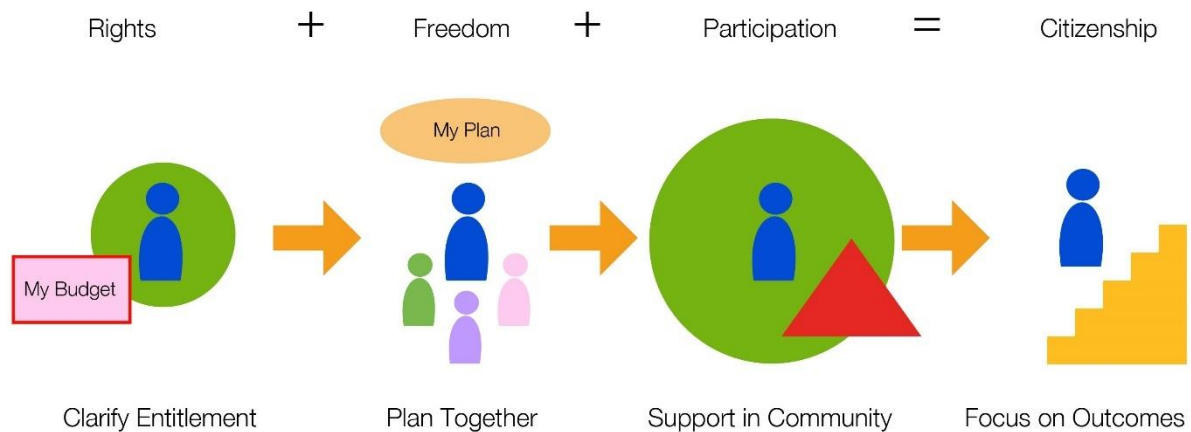 Rights + Freedom + Participation = Citizenship
My Plan
My Budget
Clarify Entitlement
Plan Together
Support in Community
Focus on Outcomes